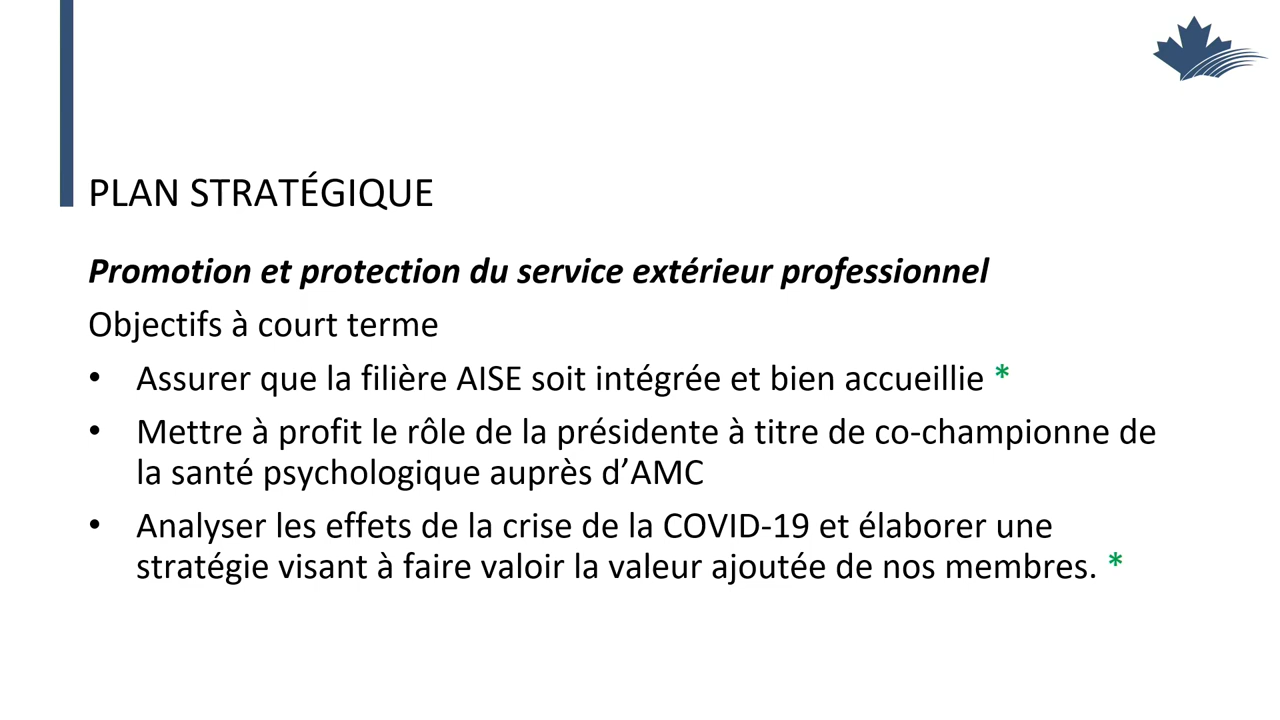 PLAN STRATÉGIQUE
Promotion et protection du service extérieur professionnel
Objectifs à court terme
• Assurer que la filière AISE soit intégrée et bien accueillie *
• Mettre à profit le rôle de la présidente à titre de co-championne de
la santé psychologique auprès d’AMC
• Analyser les effets de la crise de la COVID-19 et élaborer une
stratégie visant à faire valoir la valeur ajoutée de nos membres. *